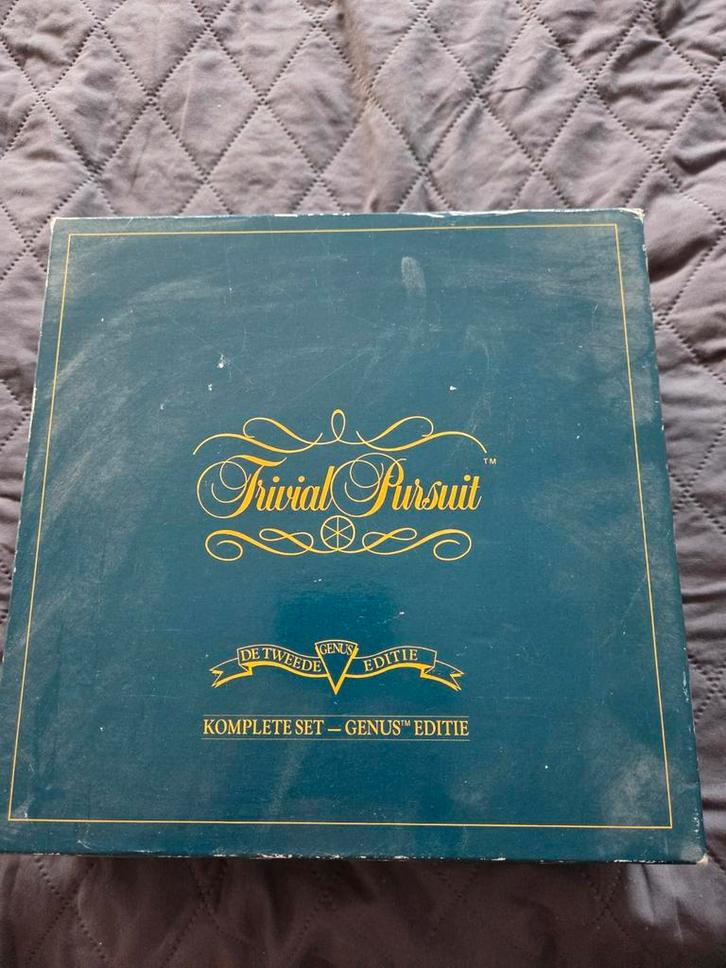 Trivial Pursuit™
DE TWEEDE GENUS EDITIE
KOMPLETE SET – GENUS™ EDITIE